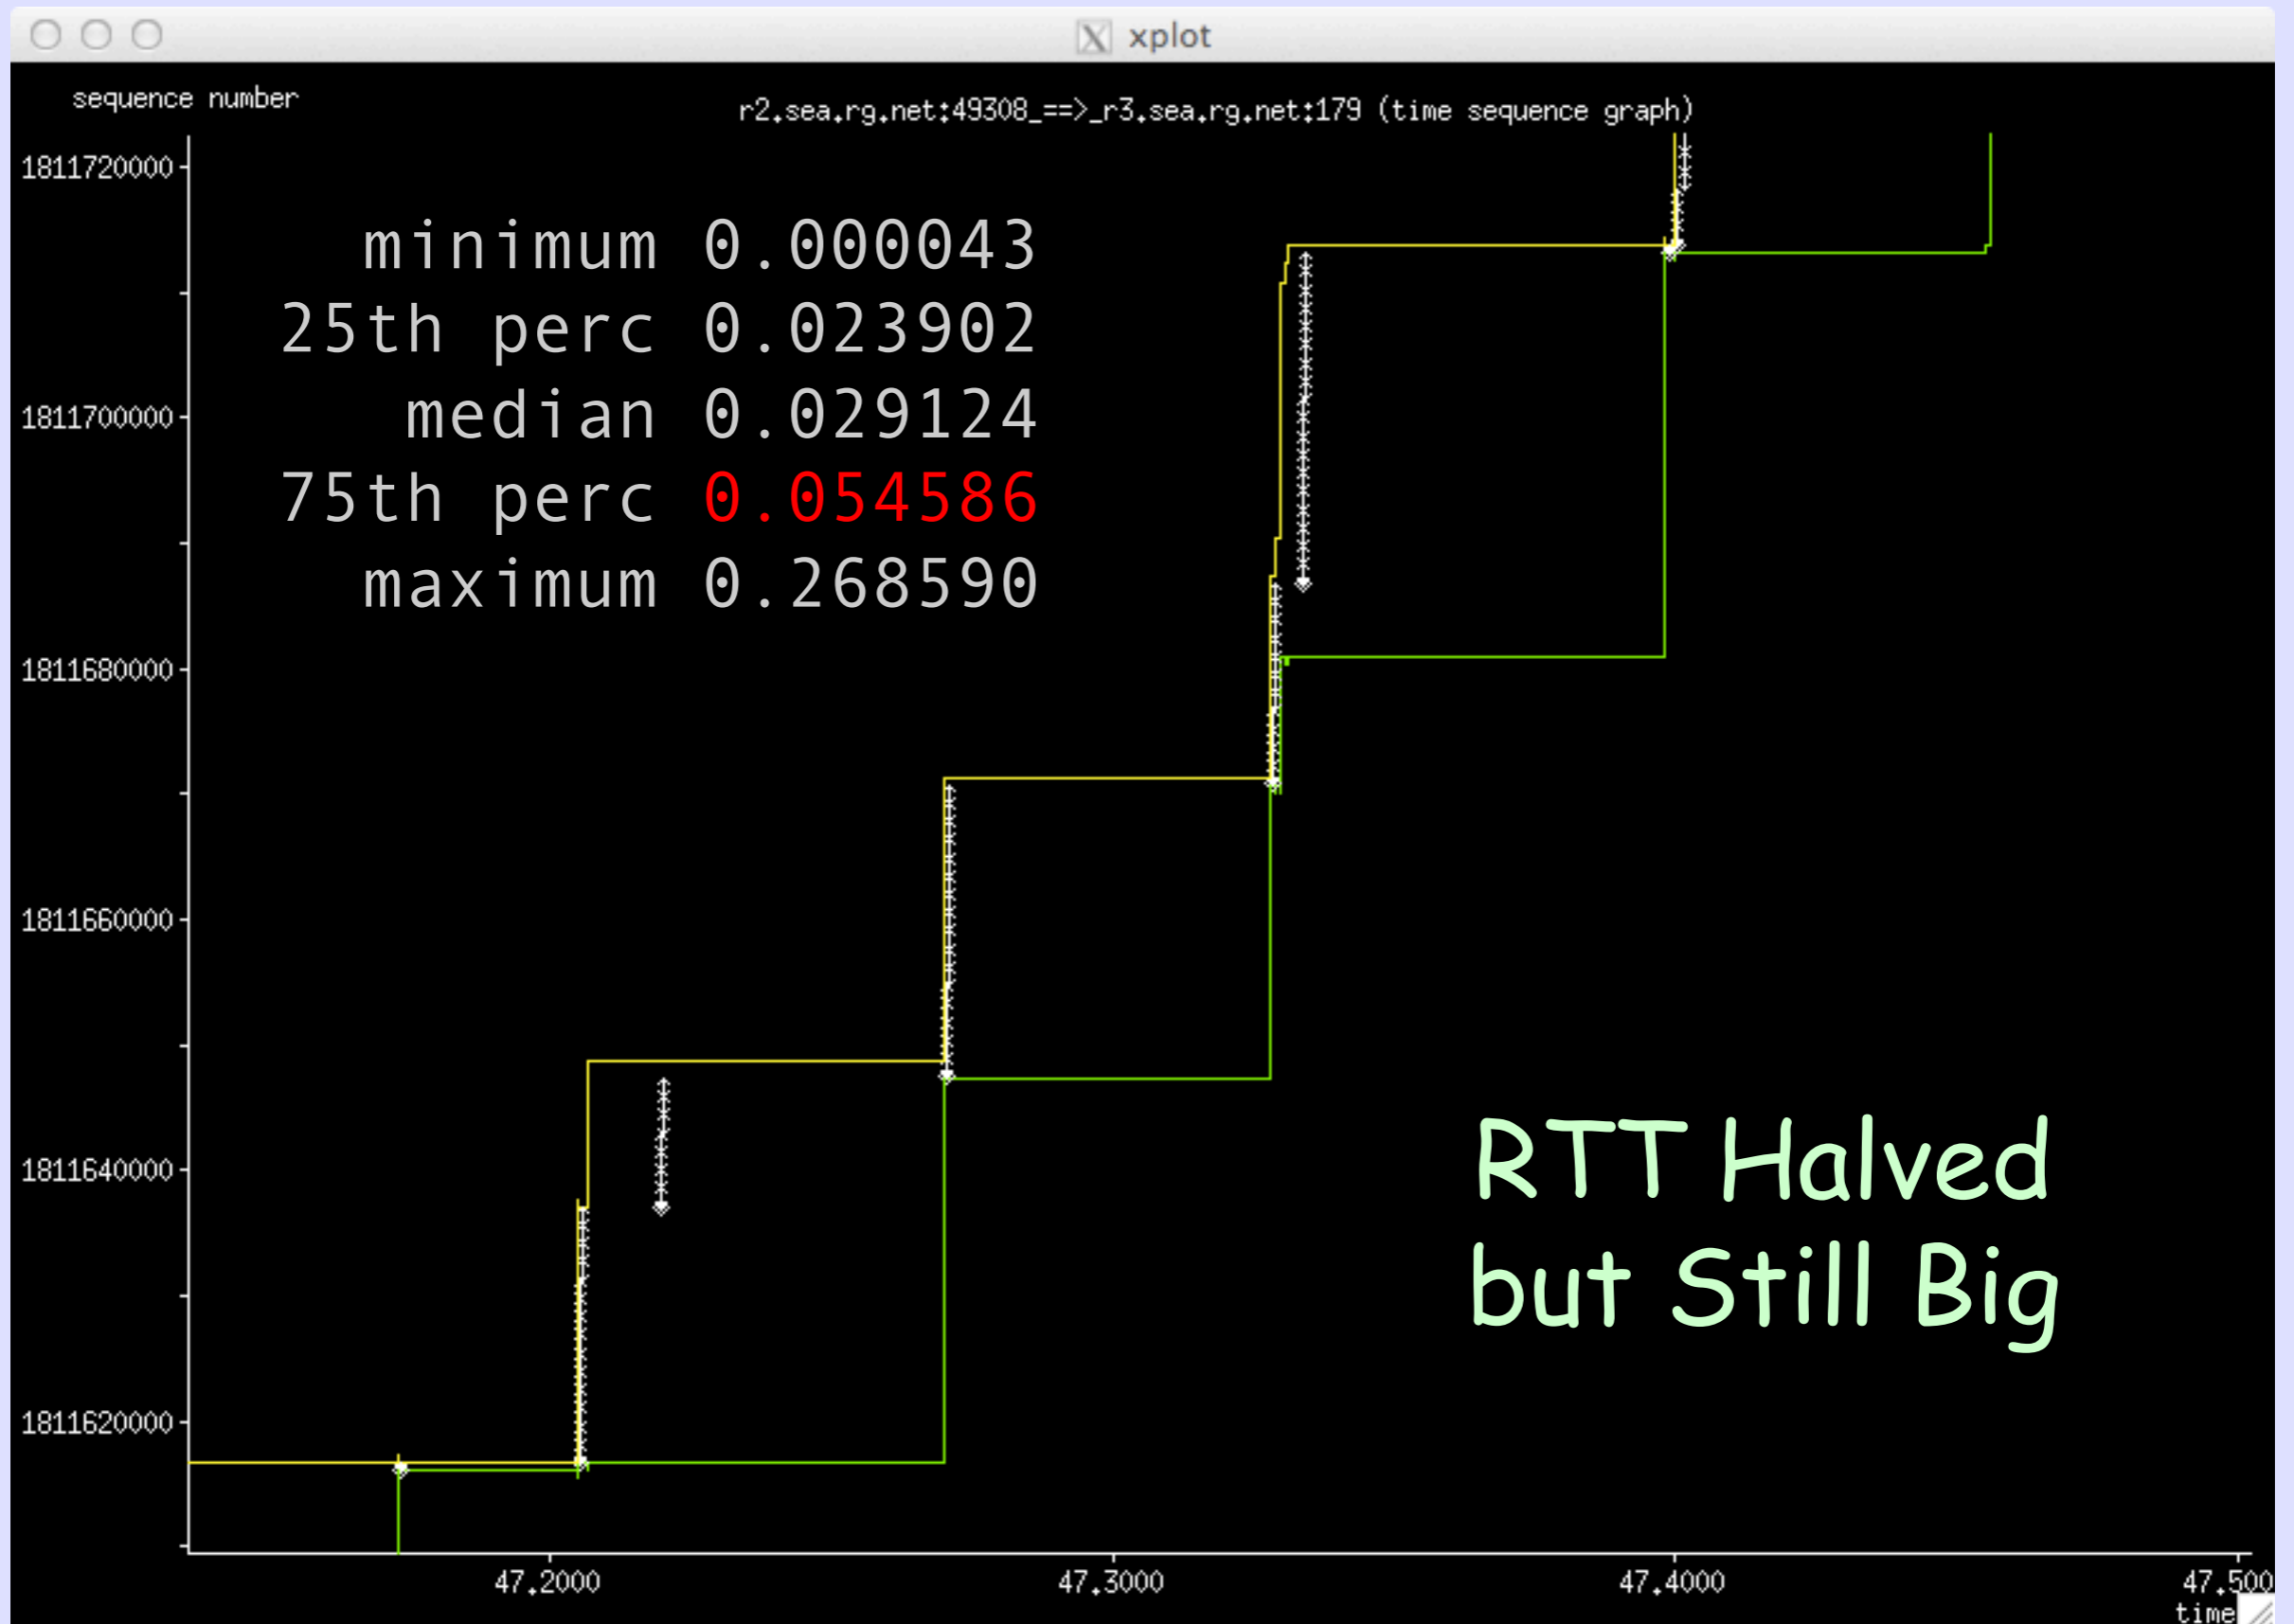 xplot
sequence number
r2.sea.rg.net:49308_==>_r3.sea.rg.net:179 (time sequence graph)
1811720000
minimum 0.000043
25th perc 0.023902
1811700000
median 0.029124
75th perc 0.054586
maximum 0.268590
1811680000
1811660000
1811640000
RTT Halved
but Still Big
1811620000
47.2000
47.3000
47.4000
47.500
time